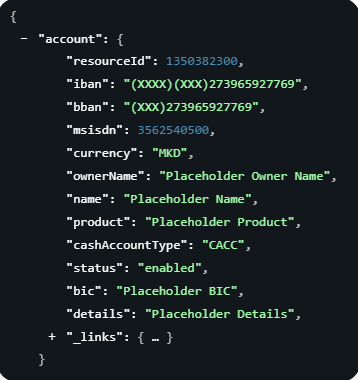 {
− "account": {
"resourceId": 1350382300,
"iban": "(XXXX)(XXX)273965927769",
"bban": "(XXX)273965927769",
"msisdn": 3562540500,
"currency": "MKD",
"ownerName": "Placeholder Owner Name",
"name": "Placeholder Name",
"product": "Placeholder Product",
"cashAccountType": "CACC",
"status": "enabled",
"bic": "Placeholder BIC",
"details": "Placeholder Details",
+ "_links": { … }
}